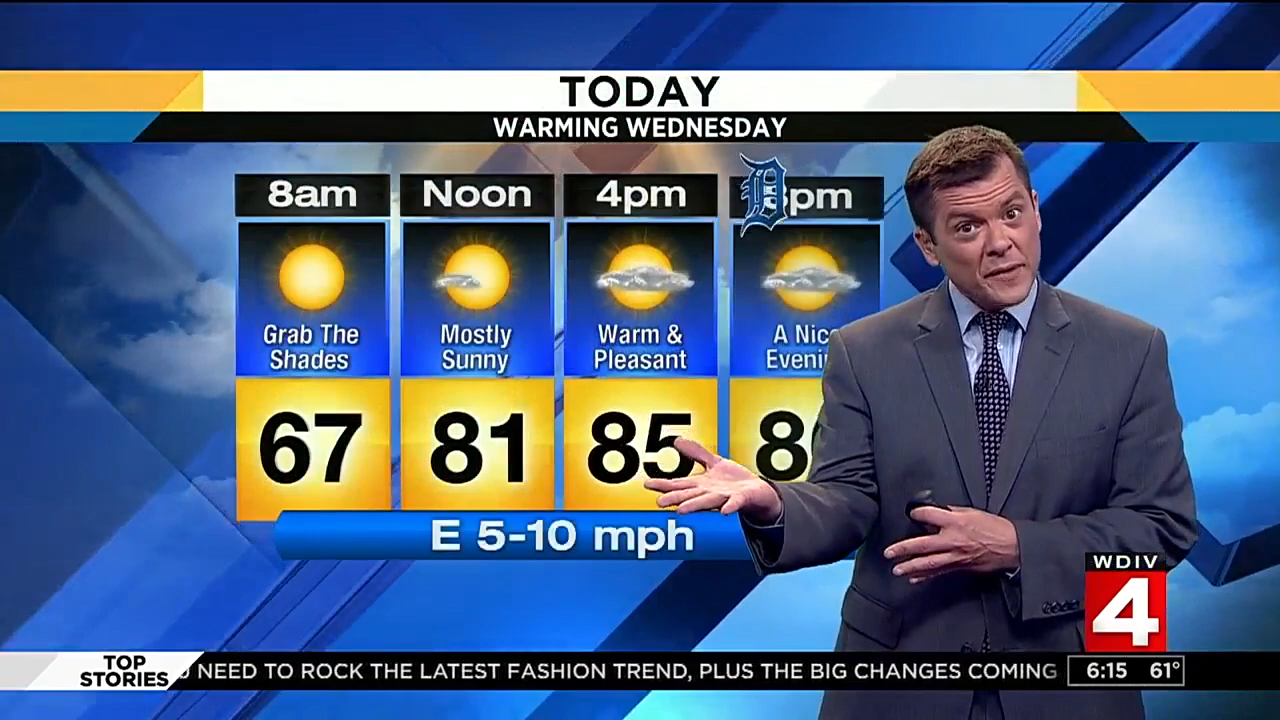 TODAY
WARMING WEDNESDAY
8am
Noon
4pm
pm
Grab The
Shades
Mostly
Sunny
Warm &
Pleasant
A
67
81
85
E 5-10 mph
WDIV
4
TOP
STORIES
NEED TO ROCK THE LATEST FASHION TREND, PLUS THE BIG CHANGES COMING
6:15 61°